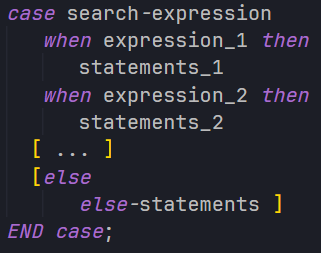 case search-expression
when expression_1 then
statements_1
when expression_2 then
statements_2
[ ... ]
[else
else-statements ]
END case;